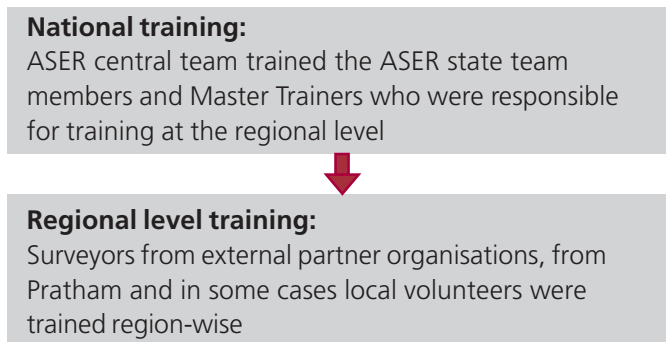 National training:
ASER central team trained the ASER state team
members and Master Trainers who were responsible
for training at the regional level
Regional level training:
Surveyors from external partner organisations, from
Pratham and in some cases local volunteers were
trained region-wise